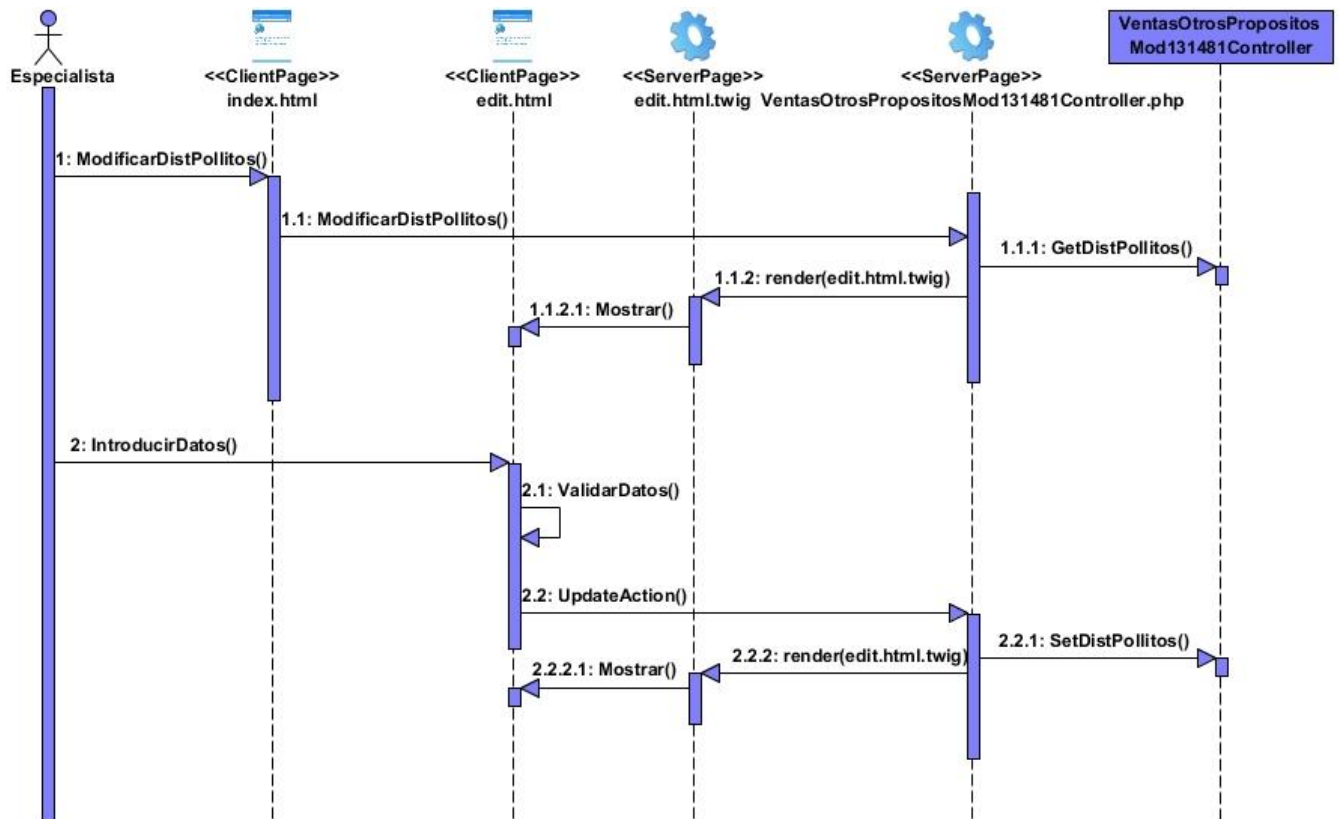 VentasOtrosPropositos
Mod131481Controller
Especialista
<<ClientPage>>
index.html
<<ClientPage>>
edit.html
<<ServerPage>>
edit.html.twig
<<ServerPage>>
VentasOtrosPropositosMod131481Controller.php
1: ModificarDistPollitos()
1.1: ModificarDistPollitos()
1.1.1: GetDistPollitos()
1.1.2: render(edit.html.twig)
1.1.2.1: Mostrar()
2: IntroducirDatos()
2.1: ValidarDatos()
2.2: UpdateAction()
2.2.1: SetDistPollitos()
2.2.2: render(edit.html.twig)
2.2.2.1: Mostrar()